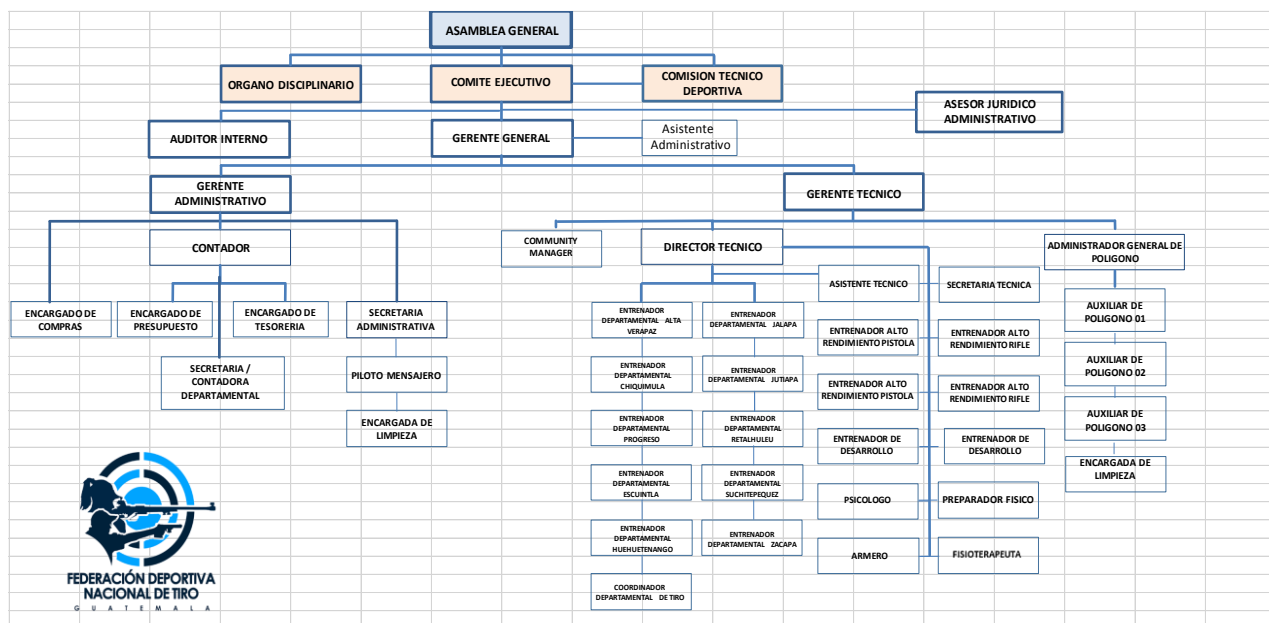 ASAMBLEA GENERAL
ORGANO DISCIPLINARIO
COMITE EJECUTIVO
COMISION TECNICO
DEPORTIVA
ASESOR JURIDICO
ADMINISTRATIVO
AUDITOR INTERNO
GERENTE GENERAL
Asistente
Administrativo
GERENTE
ADMINISTRATIVO
GERENTE TECNICO
CONTADOR
COMMUNITY
MANAGER
DIRECTOR TECNICO
ADMINISTRADOR GENERAL DE
POLIGONO
ENCARGADO DE
COMPRAS
ENCARGADO DE
PRESUPUESTO
ENCARGADO DE
TESORERIA
SECRETARIA
ADMINISTRATIVA
SECRETARIA /
CONTADORA
DEPARTAMENTAL
PILOTO MENSAJERO
ENCARGADA DE
LIMPIEZA
ENTRENADOR
DEPARTAMENTAL ALTA
VERAPAZ
ENTRENADOR
DEPARTAMENTAL
CHIQUIMULA
ENTRENADOR
DEPARTAMENTAL
PROGRESO
ENTRENADOR
DEPARTAMENTAL
ESCUINTLA
ENTRENADOR
DEPARTAMENTAL
HUEHUETENANGO
COORDINADOR
DEPARTAMENTAL DE TIRO
ENTRENADOR
DEPARTAMENTAL JALAPA
ENTRENADOR
DEPARTAMENTAL JUTIAPA
ENTRENADOR
DEPARTAMENTAL
RETALHULEU
ENTRENADOR
DEPARTAMENTAL
SUCHITEPEQUEZ
ENTRENADOR
DEPARTAMENTAL ZACAPA
ASISTENTE TECNICO
SECRETARIA TECNICA
ENTRENADOR ALTO
RENDIMIENTO PISTOLA
ENTRENADOR ALTO
RENDIMIENTO RIFLE
ENTRENADOR ALTO
RENDIMIENTO PISTOLA
ENTRENADOR ALTO
RENDIMIENTO RIFLE
ENTRENADOR DE
DESARROLLO
ENTRENADOR DE
DESARROLLO
PSICOLOGO
PREPARADOR FISICO
ARMERO
FISIOTERAPEUTA
AUXILIAR DE
POLIGONO 01
AUXILIAR DE
POLIGONO 02
AUXILIAR DE
POLIGONO 03
ENCARGADA DE
LIMPIEZA
FEDERACIÓN DEPORTIVA
NACIONAL DE TIRO
GUATEMALA